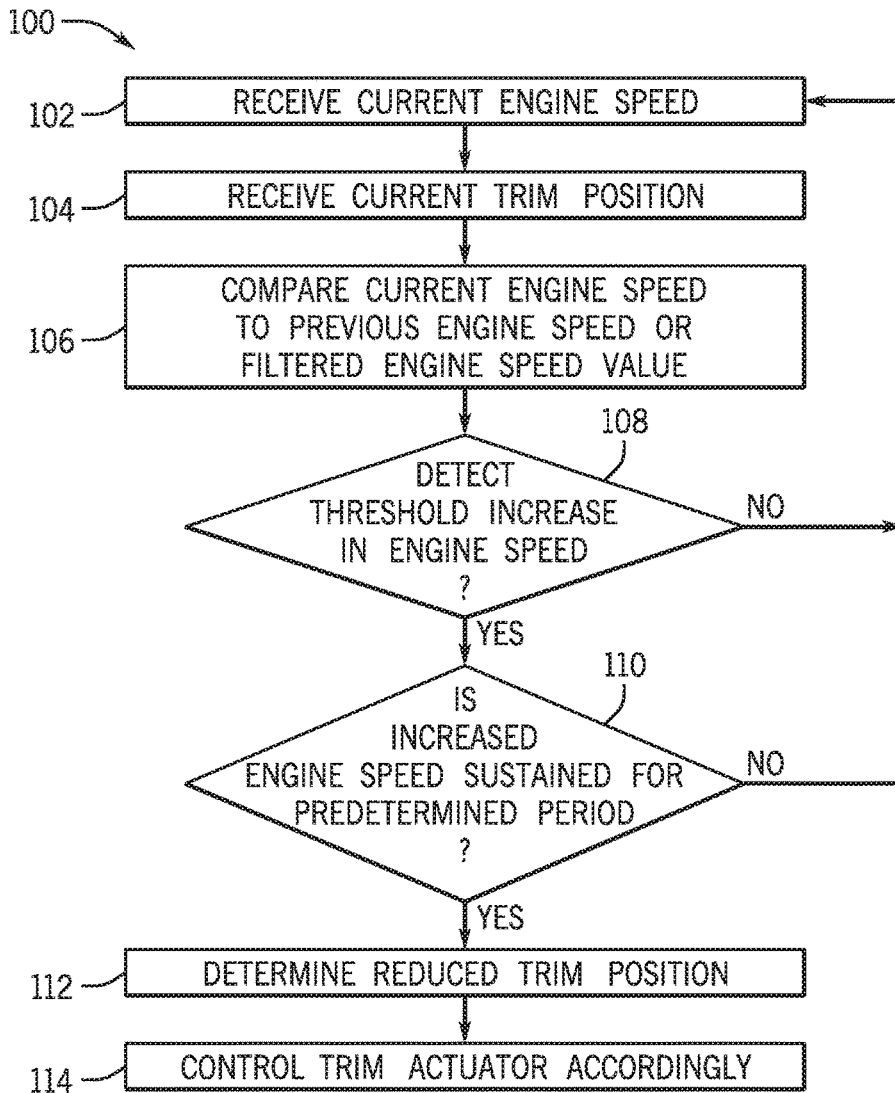 100
RECEIVE CURRENT ENGINE SPEED
102
RECEIVE CURRENT TRIM POSITION
104
COMPARE CURRENT ENGINE SPEED
TO PREVIOUS ENGINE SPEED OR
FILTERED ENGINE SPEED VALUE
106
108
DETECT
THRESHOLD INCREASE
IN ENGINE SPEED
?
NO
YES
110
IS
INCREASED
ENGINE SPEED SUSTAINED FOR
PREDETERMINED PERIOD
?
NO
YES
DETERMINE REDUCED TRIM POSITION
112
CONTROL TRIM ACTUATOR ACCORDINGLY
114